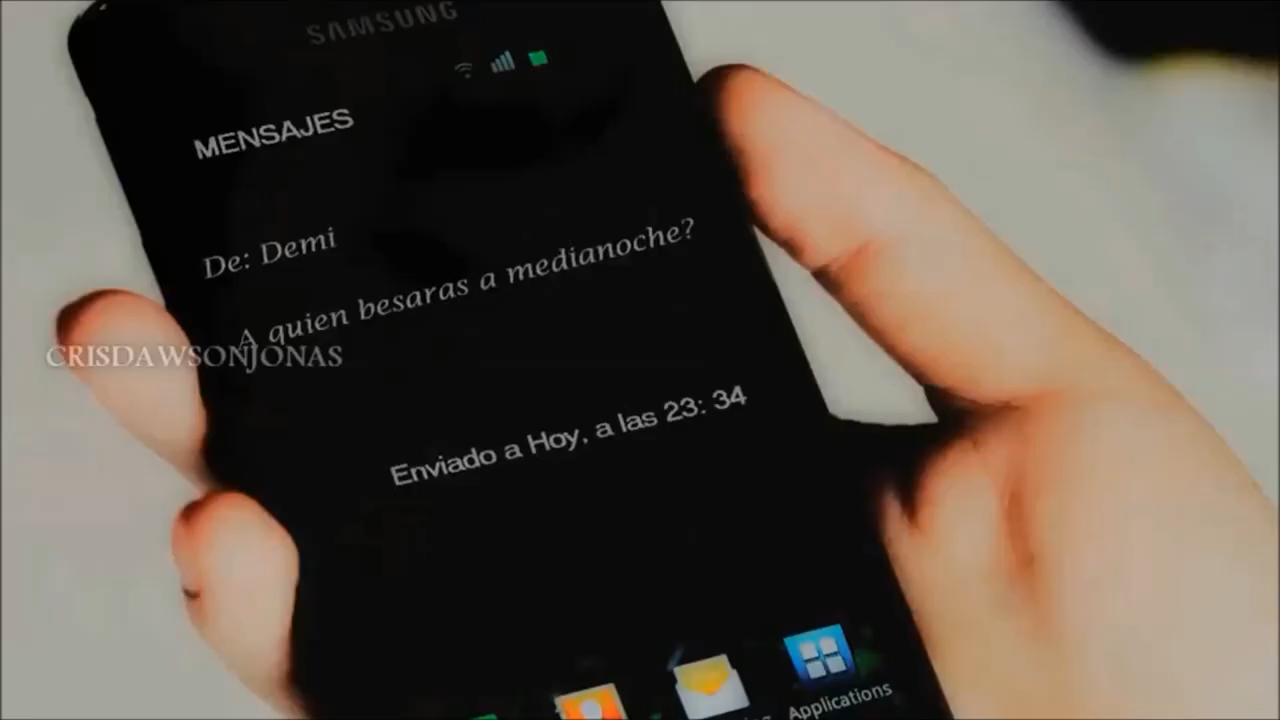 SAMSUNG
MENSAJES
De: Demi
A quien besaras a medianoche?
CRISDAWSONJONAS
Enviado a Hoy, a las 23: 34
Applications